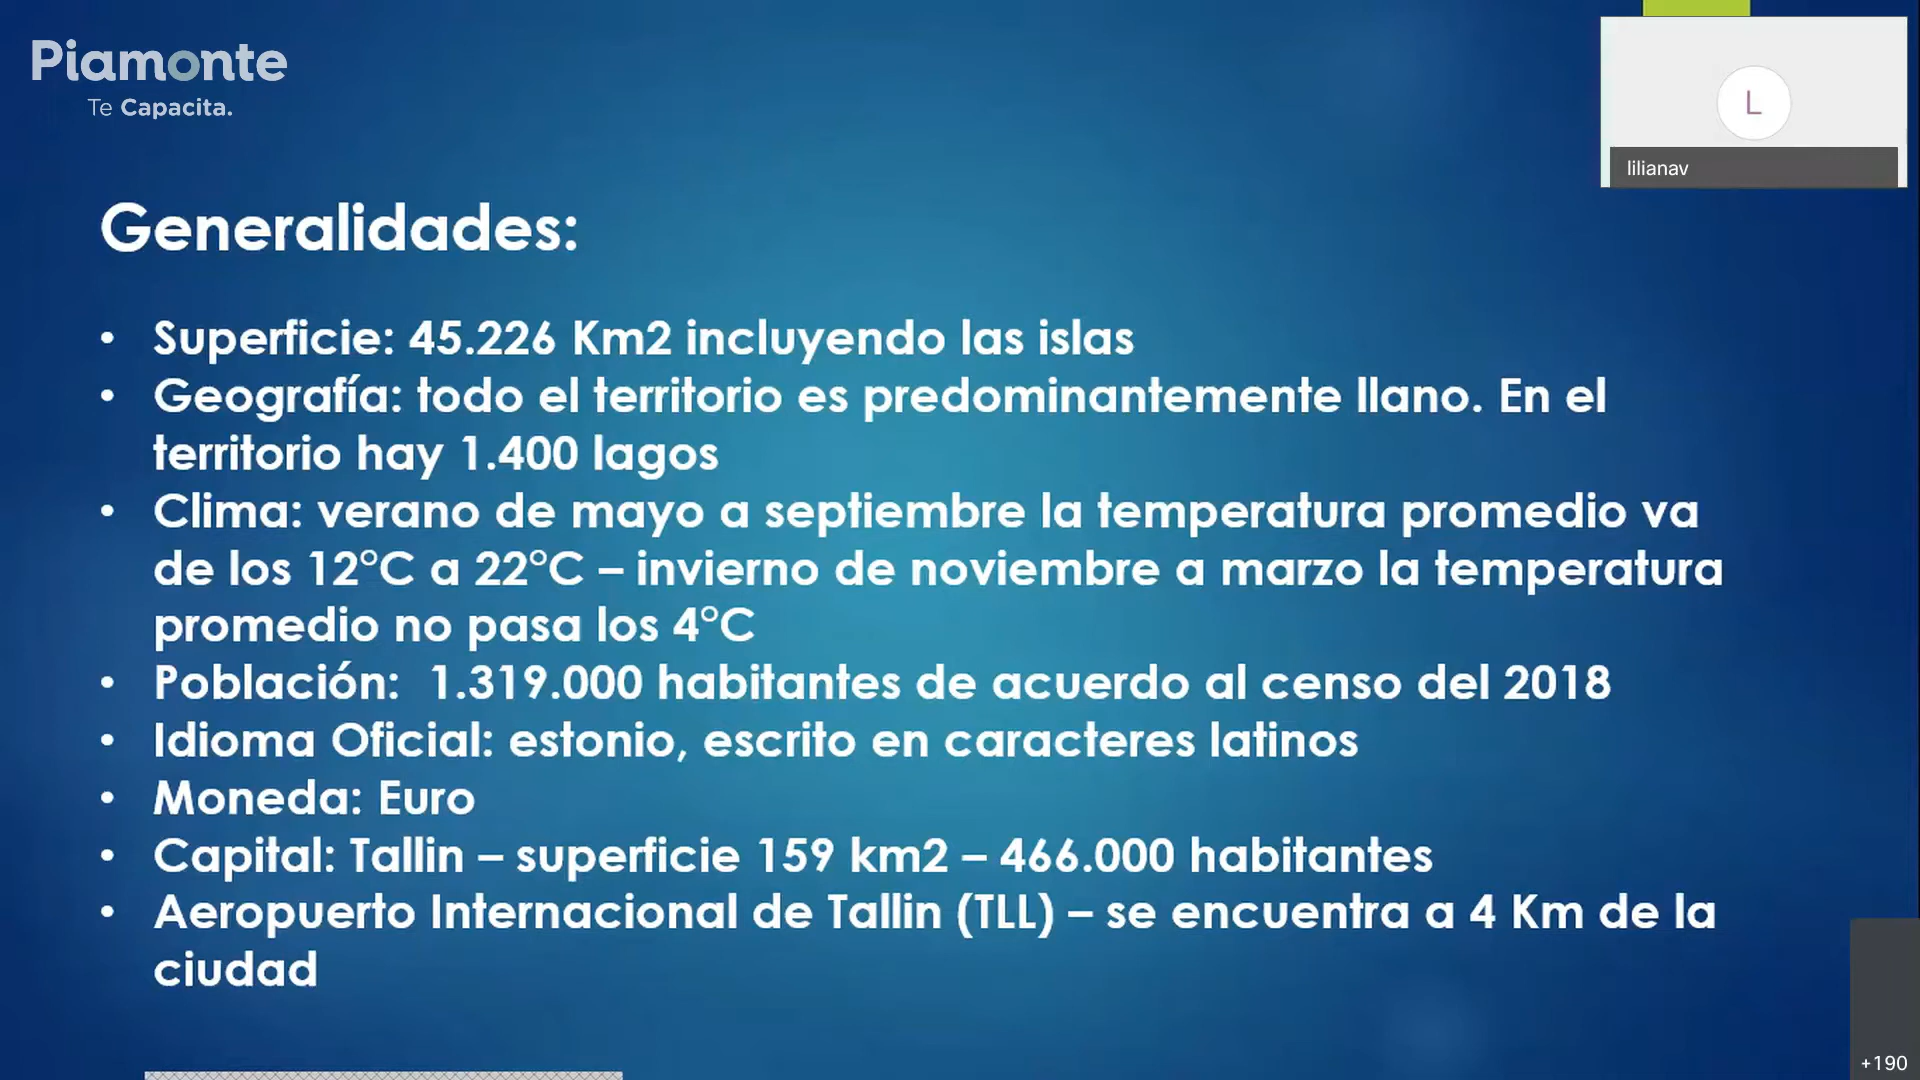 Piamonte
Te Capacita.
L
lilianav
Generalidades:
• Superficie: 45.226 Km2 incluyendo las islas
• Geografía: todo el territorio es predominantemente llano. En el
territorio hay 1.400 lagos
• Clima: verano de mayo a septiembre la temperatura promedio va
de los 12°C a 22°C – invierno de noviembre a marzo la temperatura
promedio no pasa los 4°C
• Población:  1.319.000 habitantes de acuerdo al censo del 2018
• Idioma Oficial: estonio, escrito en caracteres latinos
• Moneda: Euro
• Capital: Tallin – superficie 159 km2 – 466.000 habitantes
• Aeropuerto Internacional de Tallin (TLL) – se encuentra a 4 Km de la
ciudad
+190